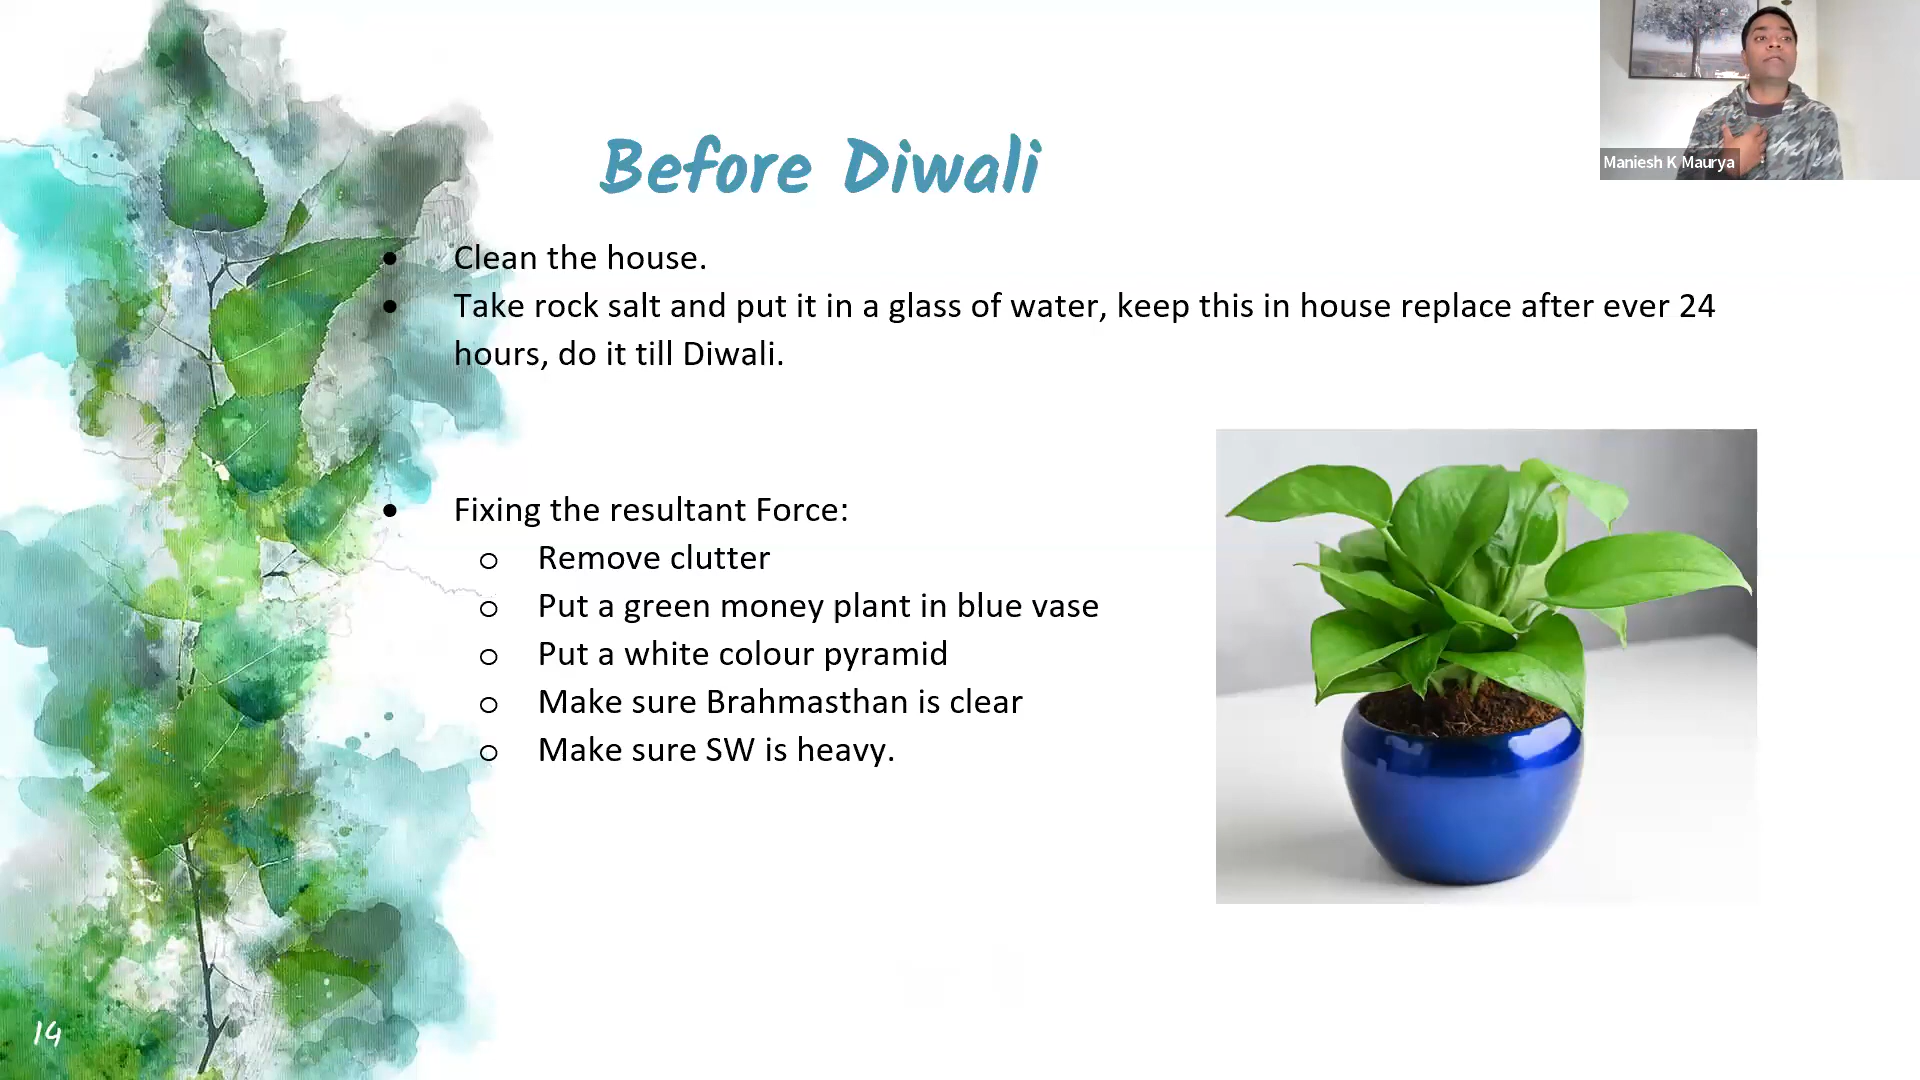 Maniesh K Maurya
Before Diwali
• Clean the house.
• Take rock salt and put it in a glass of water, keep this in house replace after ever 24
hours, do it till Diwali.
• Fixing the resultant Force:
o Remove clutter
o Put a green money plant in blue vase
o Put a white colour pyramid
o Make sure Brahmasthan is clear
o Make sure SW is heavy.
14